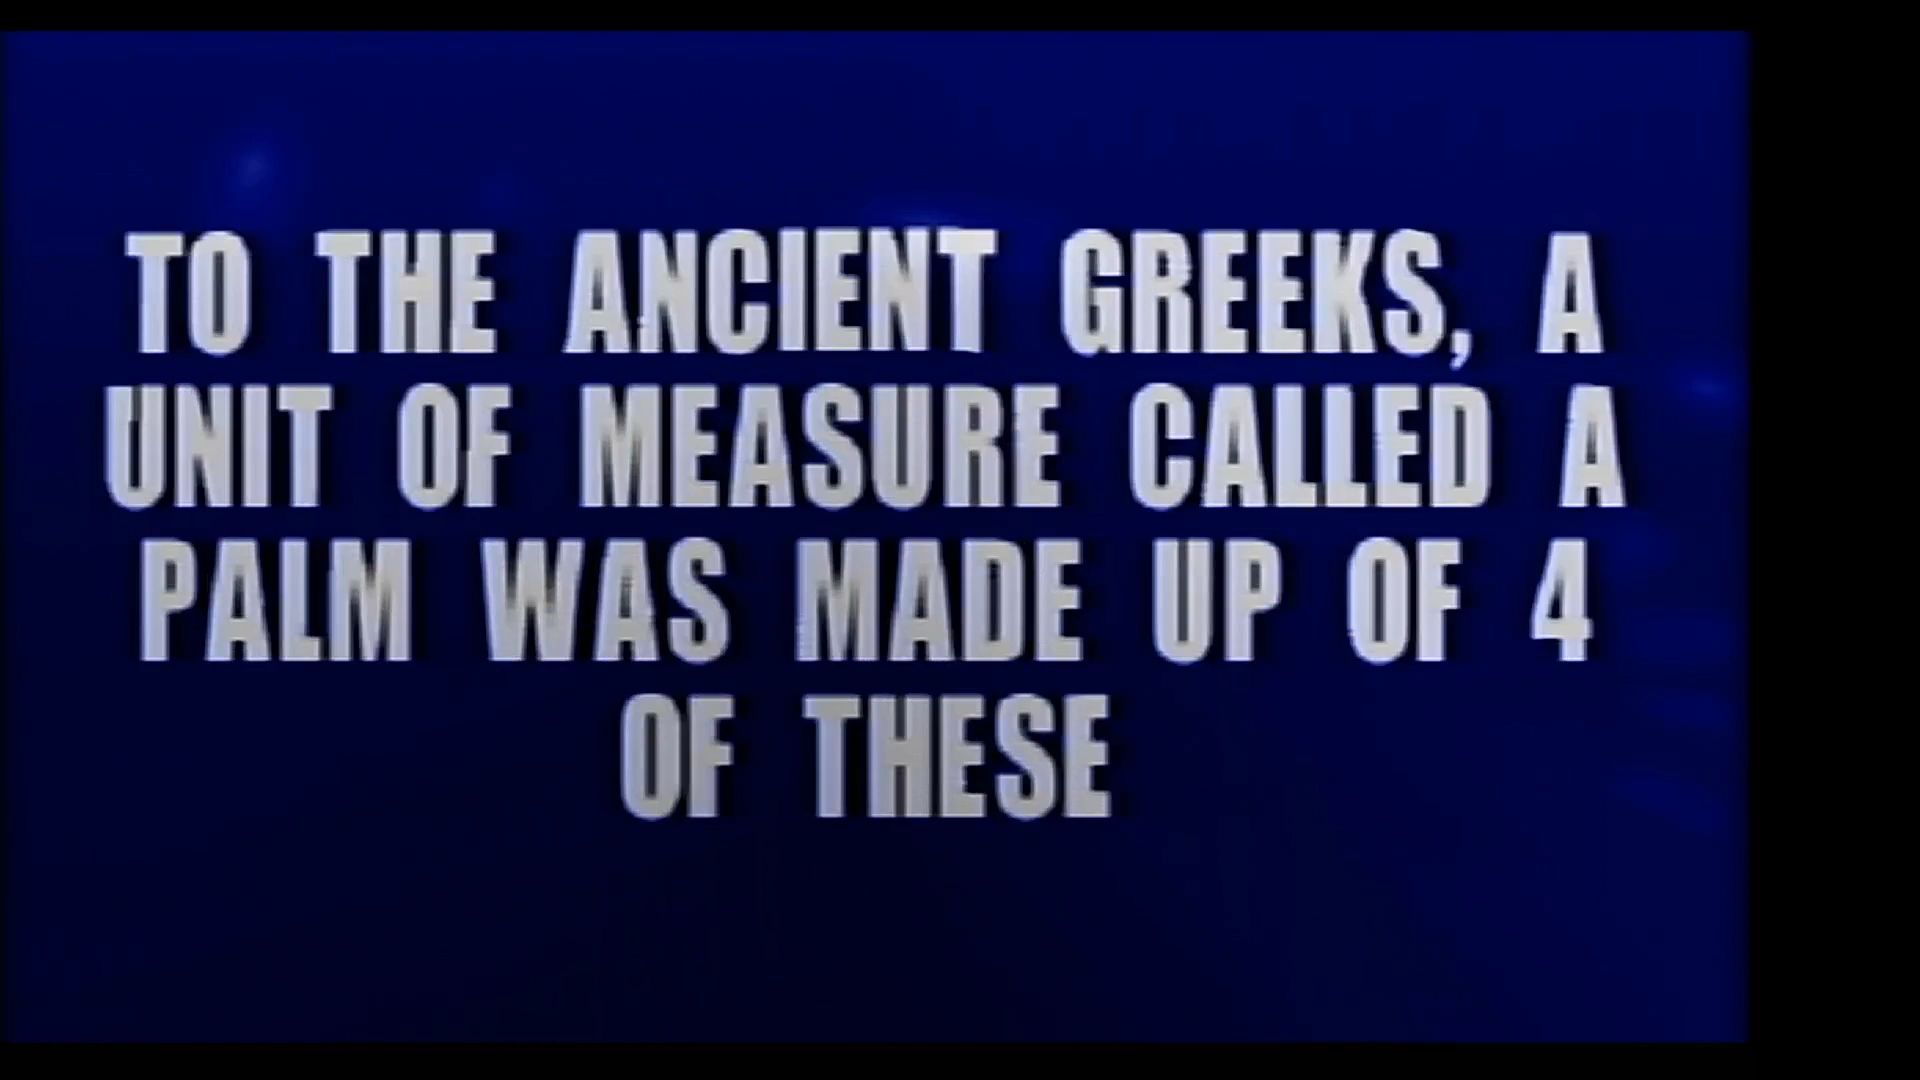 TO THE ANCIENT GREEKS, A
UNIT OF MEASURE CALLED A
PALM WAS MADE UP OF 4
OF THESE